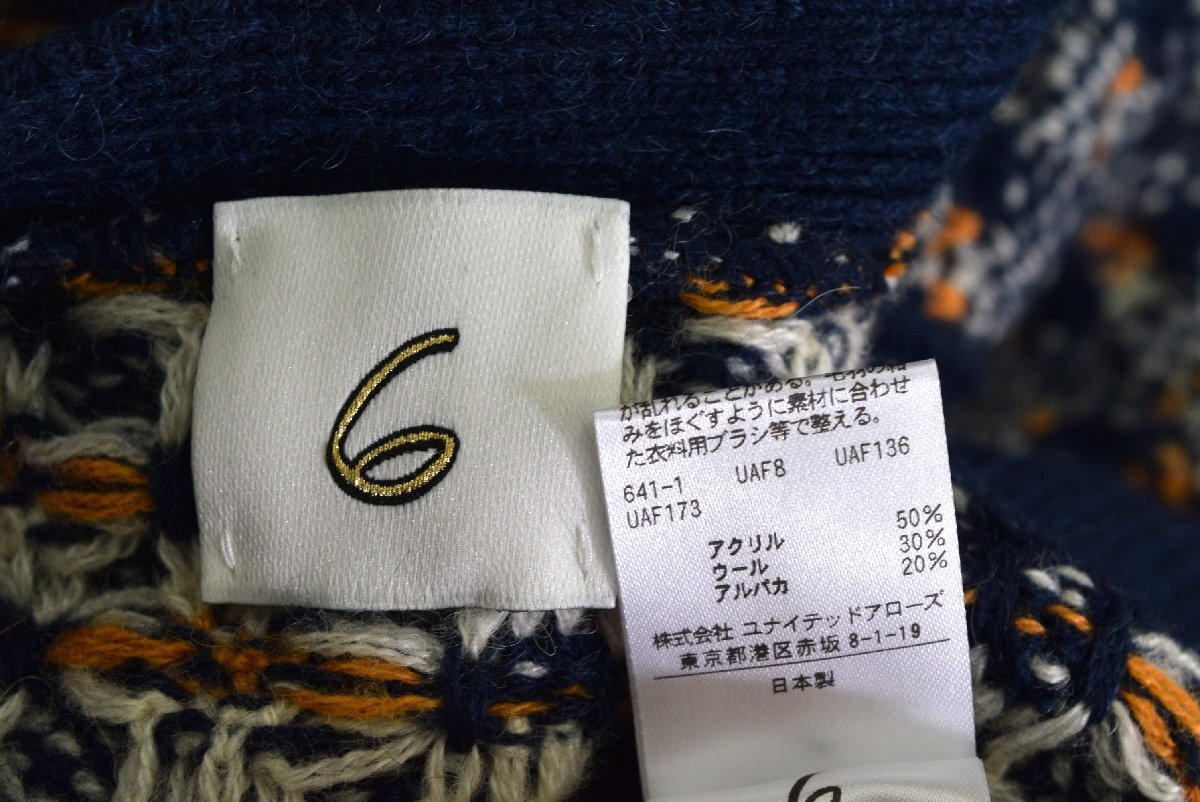 6
が乱れることがある。毛羽の絡
みをほぐすように素材に合わせ
た衣料用ブラシ等で整える。
641-1 UAF8 UAF136
UAF173
アクリル 50%
ウール 30%
アルパカ 20%
株式会社 ユナイテッドアローズ
東京都港区赤坂 8-1-19
日本製
6